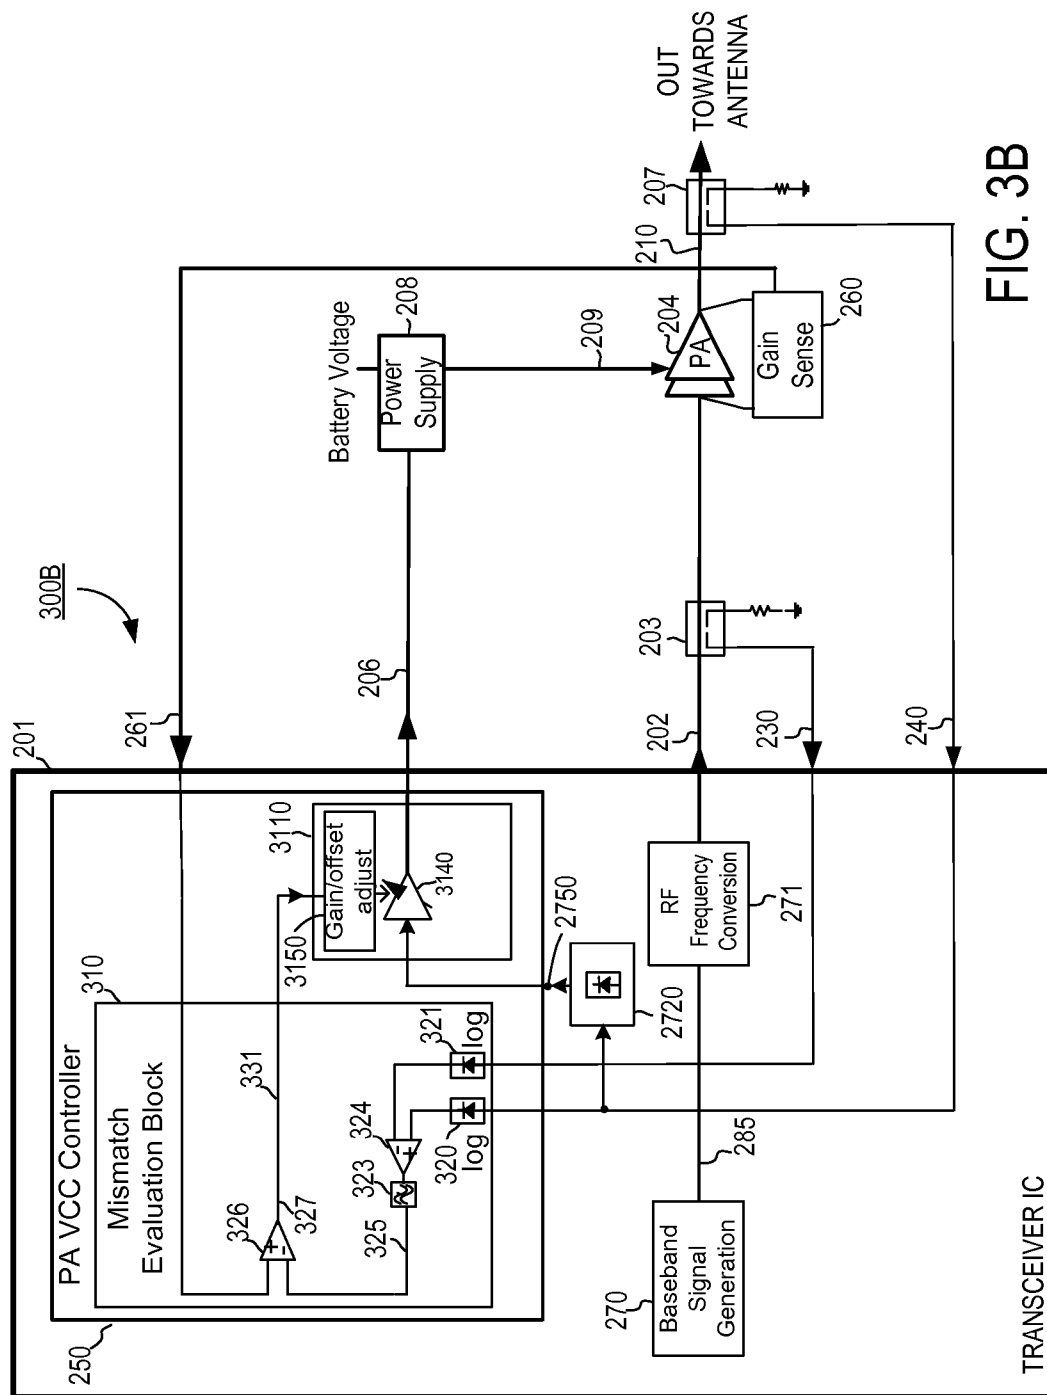 300B
201
PA VCC Controller
250
Mismatch
Evaluation Block
310
326
327
331
325
323
324
320
log
321
log
3150
Gain/offset
adjust
3110
3140
2750
2720
261
206
Battery Voltage
Power
Supply
208
209
270
Baseband
Signal
Generation
285
RF
Frequency
Conversion
271
202
203
230
240
204
PA
210
207
Gain
Sense
260
OUT
TOWARDS
ANTENNA
TRANSCEIVER IC
FIG. 3B
+
-
-
+